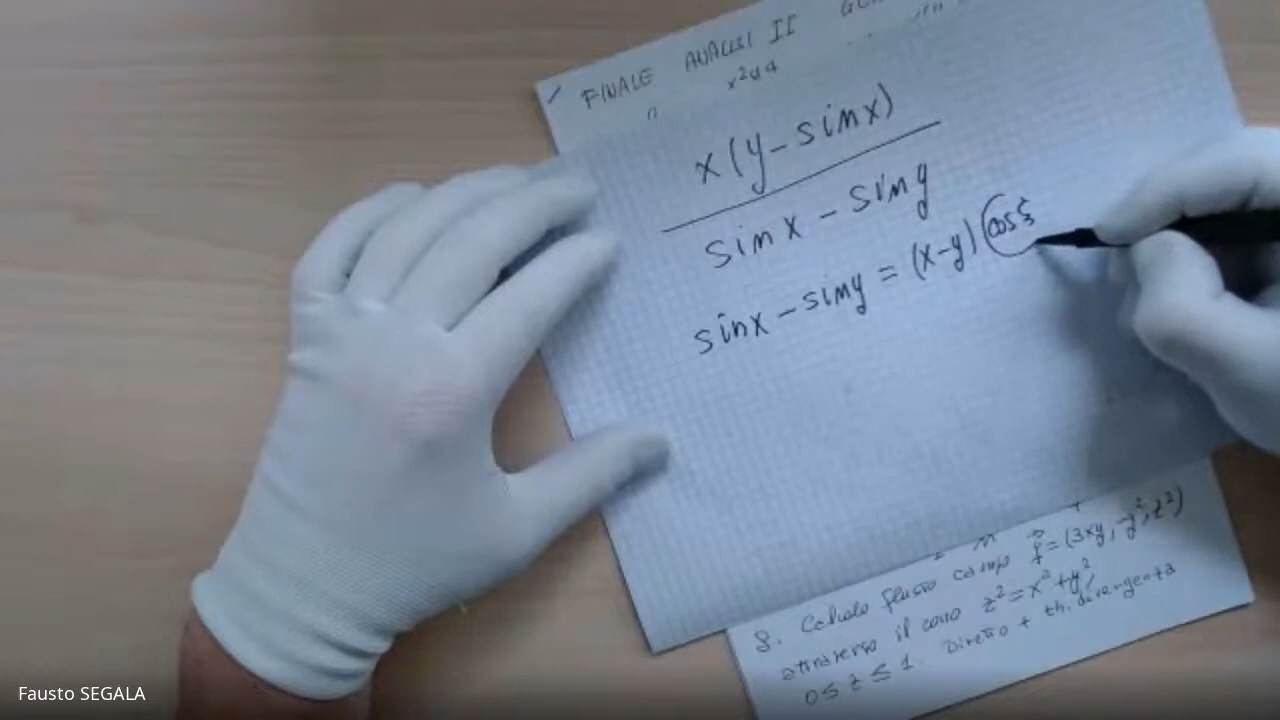 FINALE ANALISI II
x(y-sinx)
sinx - siny
sinx - siny = (x-y) cosξ
8. Calcolo flusso campo f = (3xy, -y², z²)
attraverso il cono z² = x² + y²,
0 ≤ z ≤ 1. Diretto + th. divergenza
Fausto SEGALA